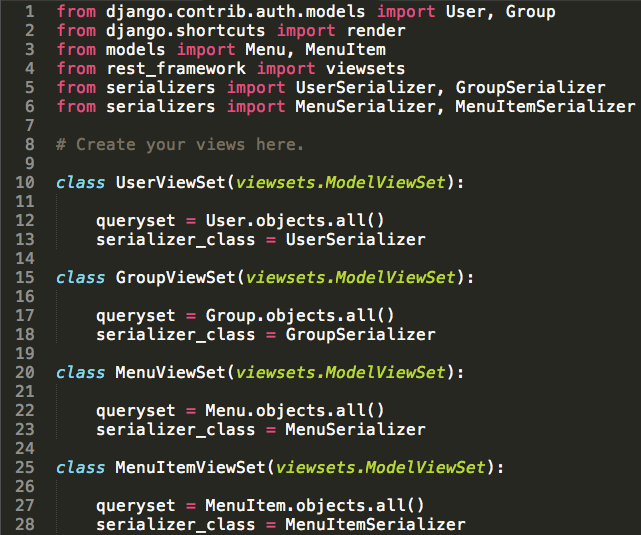 1 from django.contrib.auth.models import User, Group
2 from django.shortcuts import render
3 from models import Menu, MenuItem
4 from rest_framework import viewsets
5 from serializers import UserSerializer, GroupSerializer
6 from serializers import MenuSerializer, MenuItemSerializer
7
8 # Create your views here.
9
10 class UserViewSet(viewsets.ModelViewSet):
11
12     queryset = User.objects.all()
13     serializer_class = UserSerializer
14
15 class GroupViewSet(viewsets.ModelViewSet):
16
17     queryset = Group.objects.all()
18     serializer_class = GroupSerializer
19
20 class MenuViewSet(viewsets.ModelViewSet):
21
22     queryset = Menu.objects.all()
23     serializer_class = MenuSerializer
24
25 class MenuItemViewSet(viewsets.ModelViewSet):
26
27     queryset = MenuItem.objects.all()
28     serializer_class = MenuItemSerializer